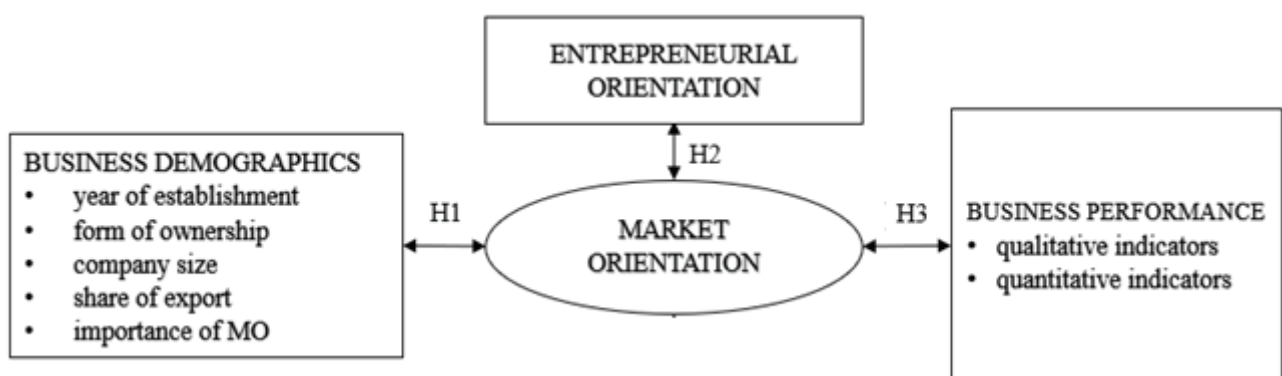 ENTREPRENEURIAL
ORIENTATION
H2
BUSINESS DEMOGRAPHICS
• year of establishment
• form of ownership
• company size
• share of export
• importance of MO
H1
MARKET
ORIENTATION
H3
BUSINESS PERFORMANCE
• qualitative indicators
• quantitative indicators